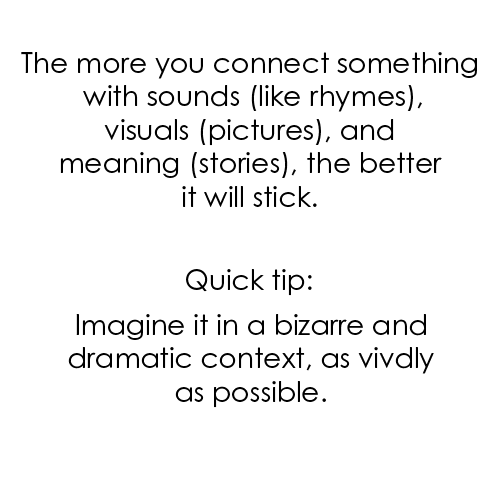 The more you connect something
with sounds (like rhymes),
visuals (pictures), and
meaning (stories), the better
it will stick.
Quick tip:
Imagine it in a bizarre and
dramatic context, as vivdly
as possible.